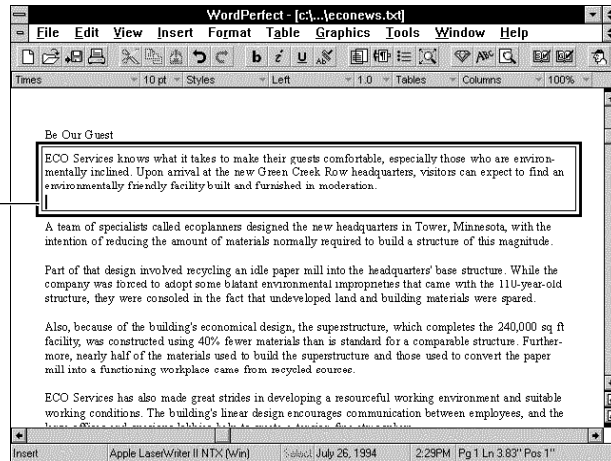 WordPerfect - [c:\...\econews.txt]
File Edit View Insert Format Table Graphics Tools Window Help
b i u ABC
Times 10 pt Styles Left 1.0 Tables Columns 100%
Be Our Guest
ECO Services knows what it takes to make their guests comfortable, especially those who are environ-
mentally inclined. Upon arrival at the new Green Creek Row headquarters, visitors can expect to find an
environmentally friendly facility built and furnished in moderation.
A team of specialists called ecoplanners designed the new headquarters in Tower, Minnesota, with the
intention of reducing the amount of materials normally required to build a structure of this magnitude.
Part of that design involved recycling an idle paper mill into the headquarters' base structure. While the
company was forced to adopt some blatant environmental improprieties that came with the 110-year-old
structure, they were consoled in the fact that undeveloped land and building materials were spared.
Also, because of the building's economical design, the superstructure, which completes the 240,000 sq ft
facility, was constructed using 40% fewer materials than is standard for a comparable structure. Further-
more, nearly half of the materials used to build the superstructure and those used to convert the paper
mill into a functioning workplace came from recycled sources.
ECO Services has also made great strides in developing a resourceful working environment and suitable
working conditions. The building's linear design encourages communication between employees, and the
Insert Apple LaserWriter II NTX (Win) Select July 26, 1994 2:29PM Pg 1 Ln 3.83" Pos 1"